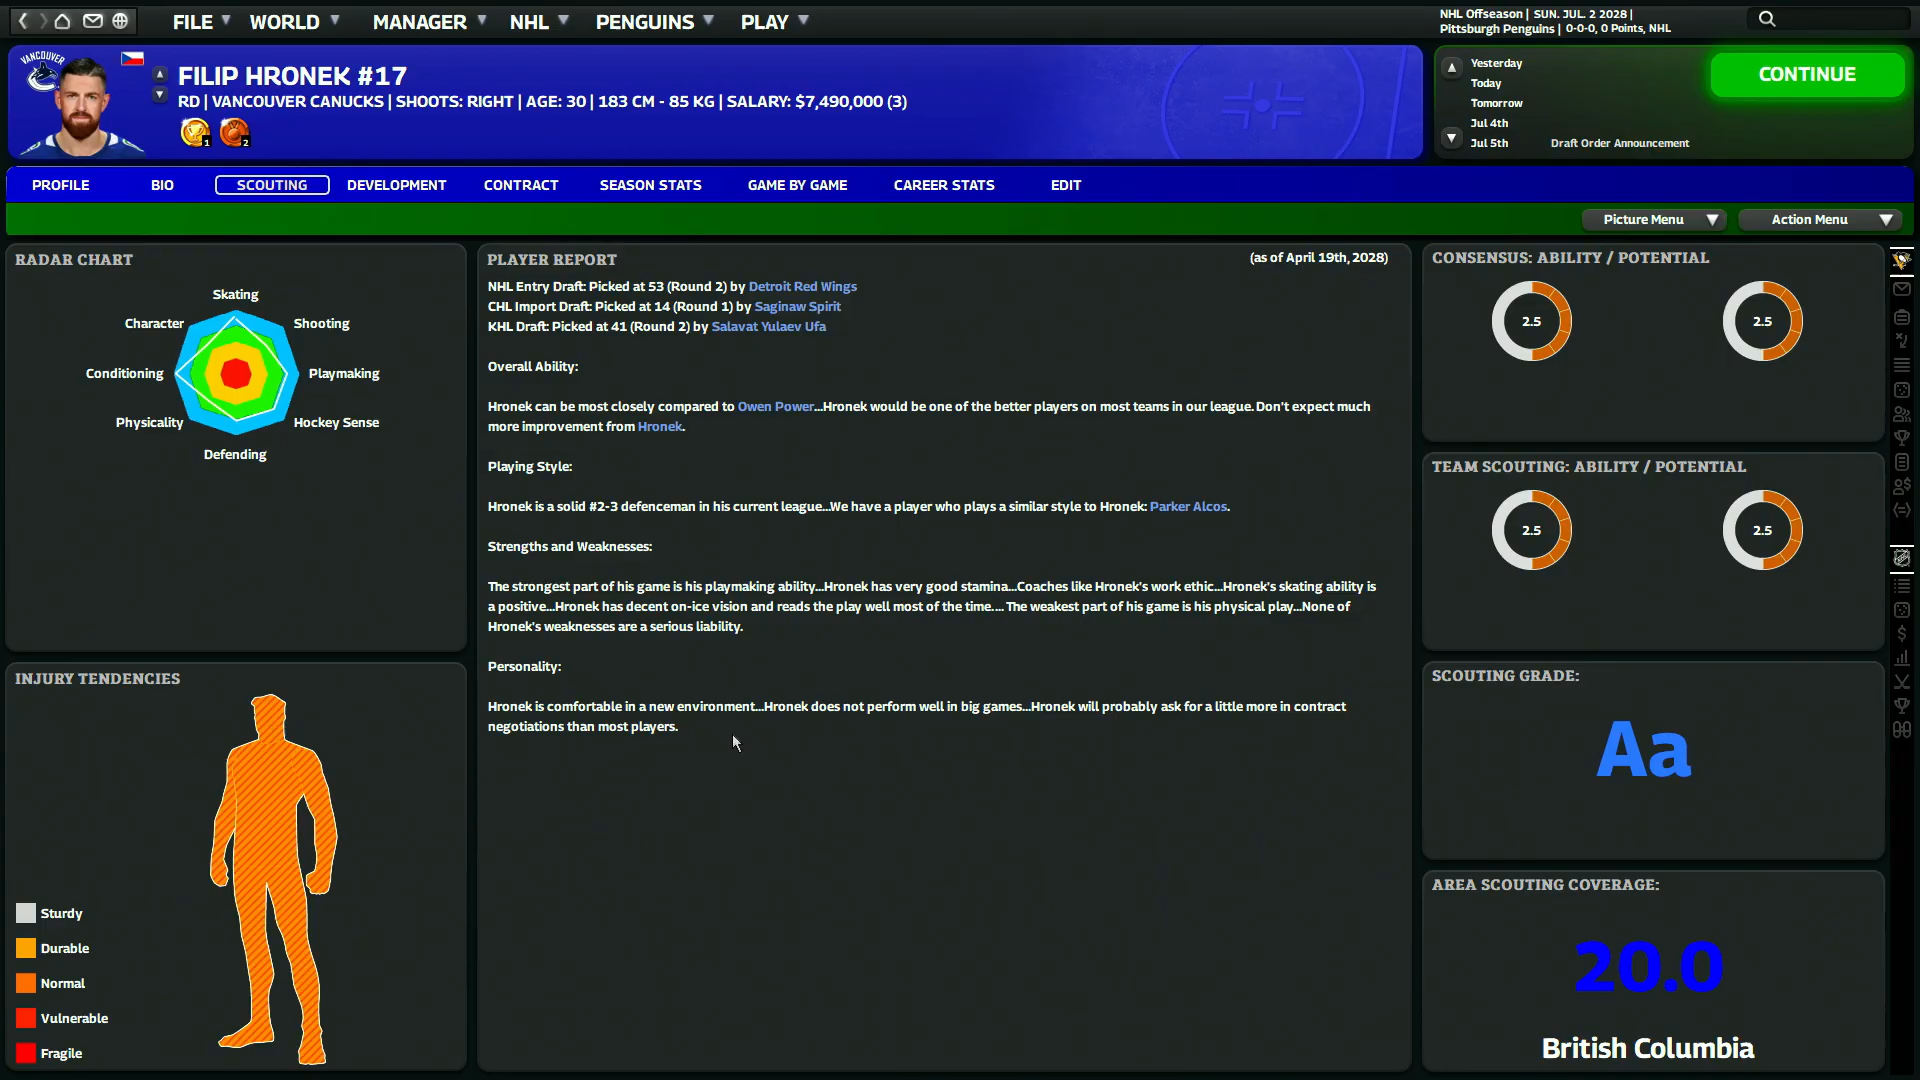 FILE
WORLD
MANAGER
NHL
PENGUINS
PLAY
NHL Offseason | SUN. JUL. 2 2028 |
Pittsburgh Penguins | 0-0-0, 0 Points, NHL
VANCOUVER
FILIP HRONEK #17
RD | VANCOUVER CANUCKS | SHOOTS: RIGHT | AGE: 30 | 183 CM - 85 KG | SALARY: $7,490,000 (3)
1
2
Yesterday
Today
Tomorrow
Jul 4th
Jul 5th Draft Order Announcement
CONTINUE
PROFILE
BIO
SCOUTING
DEVELOPMENT
CONTRACT
SEASON STATS
GAME BY GAME
CAREER STATS
EDIT
Picture Menu
Action Menu
RADAR CHART
Skating
Character
Shooting
Conditioning
Playmaking
Physicality
Hockey Sense
Defending
INJURY TENDENCIES
Sturdy
Durable
Normal
Vulnerable
Fragile
PLAYER REPORT
(as of April 19th, 2028)
NHL Entry Draft: Picked at 53 (Round 2) by Detroit Red Wings
CHL Import Draft: Picked at 14 (Round 1) by Saginaw Spirit
KHL Draft: Picked at 41 (Round 2) by Salavat Yulaev Ufa
Overall Ability:
Hronek can be most closely compared to Owen Power...Hronek would be one of the better players on most teams in our league. Don't expect much
more improvement from Hronek.
Playing Style:
Hronek is a solid #2-3 defenceman in his current league...We have a player who plays a similar style to Hronek: Parker Alcos.
Strengths and Weaknesses:
The strongest part of his game is his playmaking ability...Hronek has very good stamina...Coaches like Hronek's work ethic...Hronek's skating ability is
a positive...Hronek has decent on-ice vision and reads the play well most of the time.... The weakest part of his game is his physical play...None of
Hronek's weaknesses are a serious liability.
Personality:
Hronek is comfortable in a new environment...Hronek does not perform well in big games...Hronek will probably ask for a little more in contract
negotiations than most players.
CONSENSUS: ABILITY / POTENTIAL
2.5
2.5
TEAM SCOUTING: ABILITY / POTENTIAL
2.5
2.5
SCOUTING GRADE:
Aa
AREA SCOUTING COVERAGE:
20.0
British Columbia